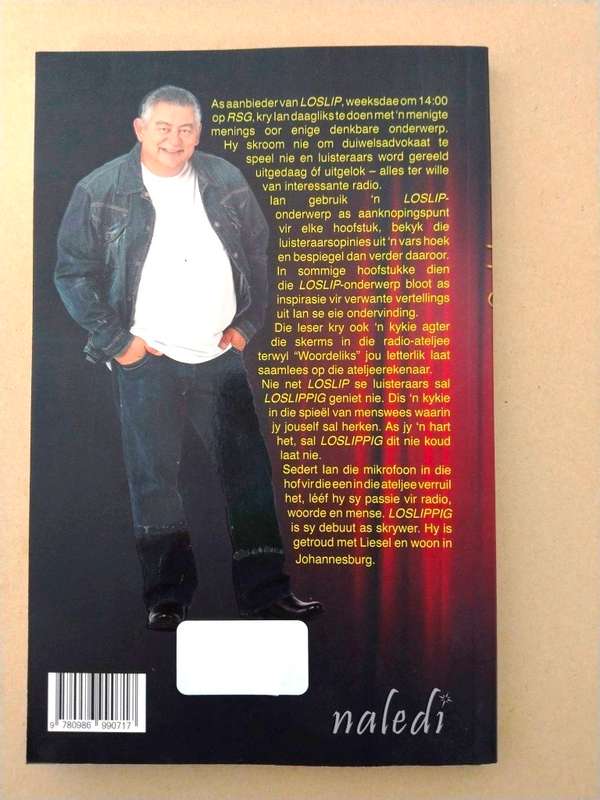 As aanbieder van LOSLIP, weeksdae om 14:00
op RSG, kry Ian daagliks te doen met 'n menigte
menings oor enige denkbare onderwerp.
Hy skroom nie om duiwelsadvokaat te
speel nie en luisteraars word gereeld
uitgedaag óf uitgelok – alles ter wille
van interessante radio.
Ian gebruik 'n LOSLIP-
onderwerp as aanknopingspunt
vir elke hoofstuk, bekyk die
luisteraarsopinies uit 'n vars hoek
en bespiegel dan verder daaroor.
In sommige hoofstukke dien
die LOSLIP-onderwerp bloot as
inspirasie vir verwante vertellings
uit Ian se eie ondervinding.
Die leser kry ook 'n kykie agter
die skerms in die radio-ateljee
terwyl "Woordeliks" jou letterlik laat
saamlees op die ateljeerekenaar.
Nie net LOSLIP se luisteraars sal
LOSLIPPIG geniet nie. Dis 'n kykie
in die spieël van menswees waarin
jy jouself sal herken. As jy 'n hart
het, sal LOSLIPPIG dit nie koud
laat nie.
Sedert Ian die mikrofoon in die
hof vir die een in die ateljee verruil
het, lééf hy sy passie vir radio,
woorde en mense. LOSLIPPIG
is sy debuut as skrywer. Hy is
getroud met Liesel en woon in
Johannesburg.
9 780986 990717
naledi